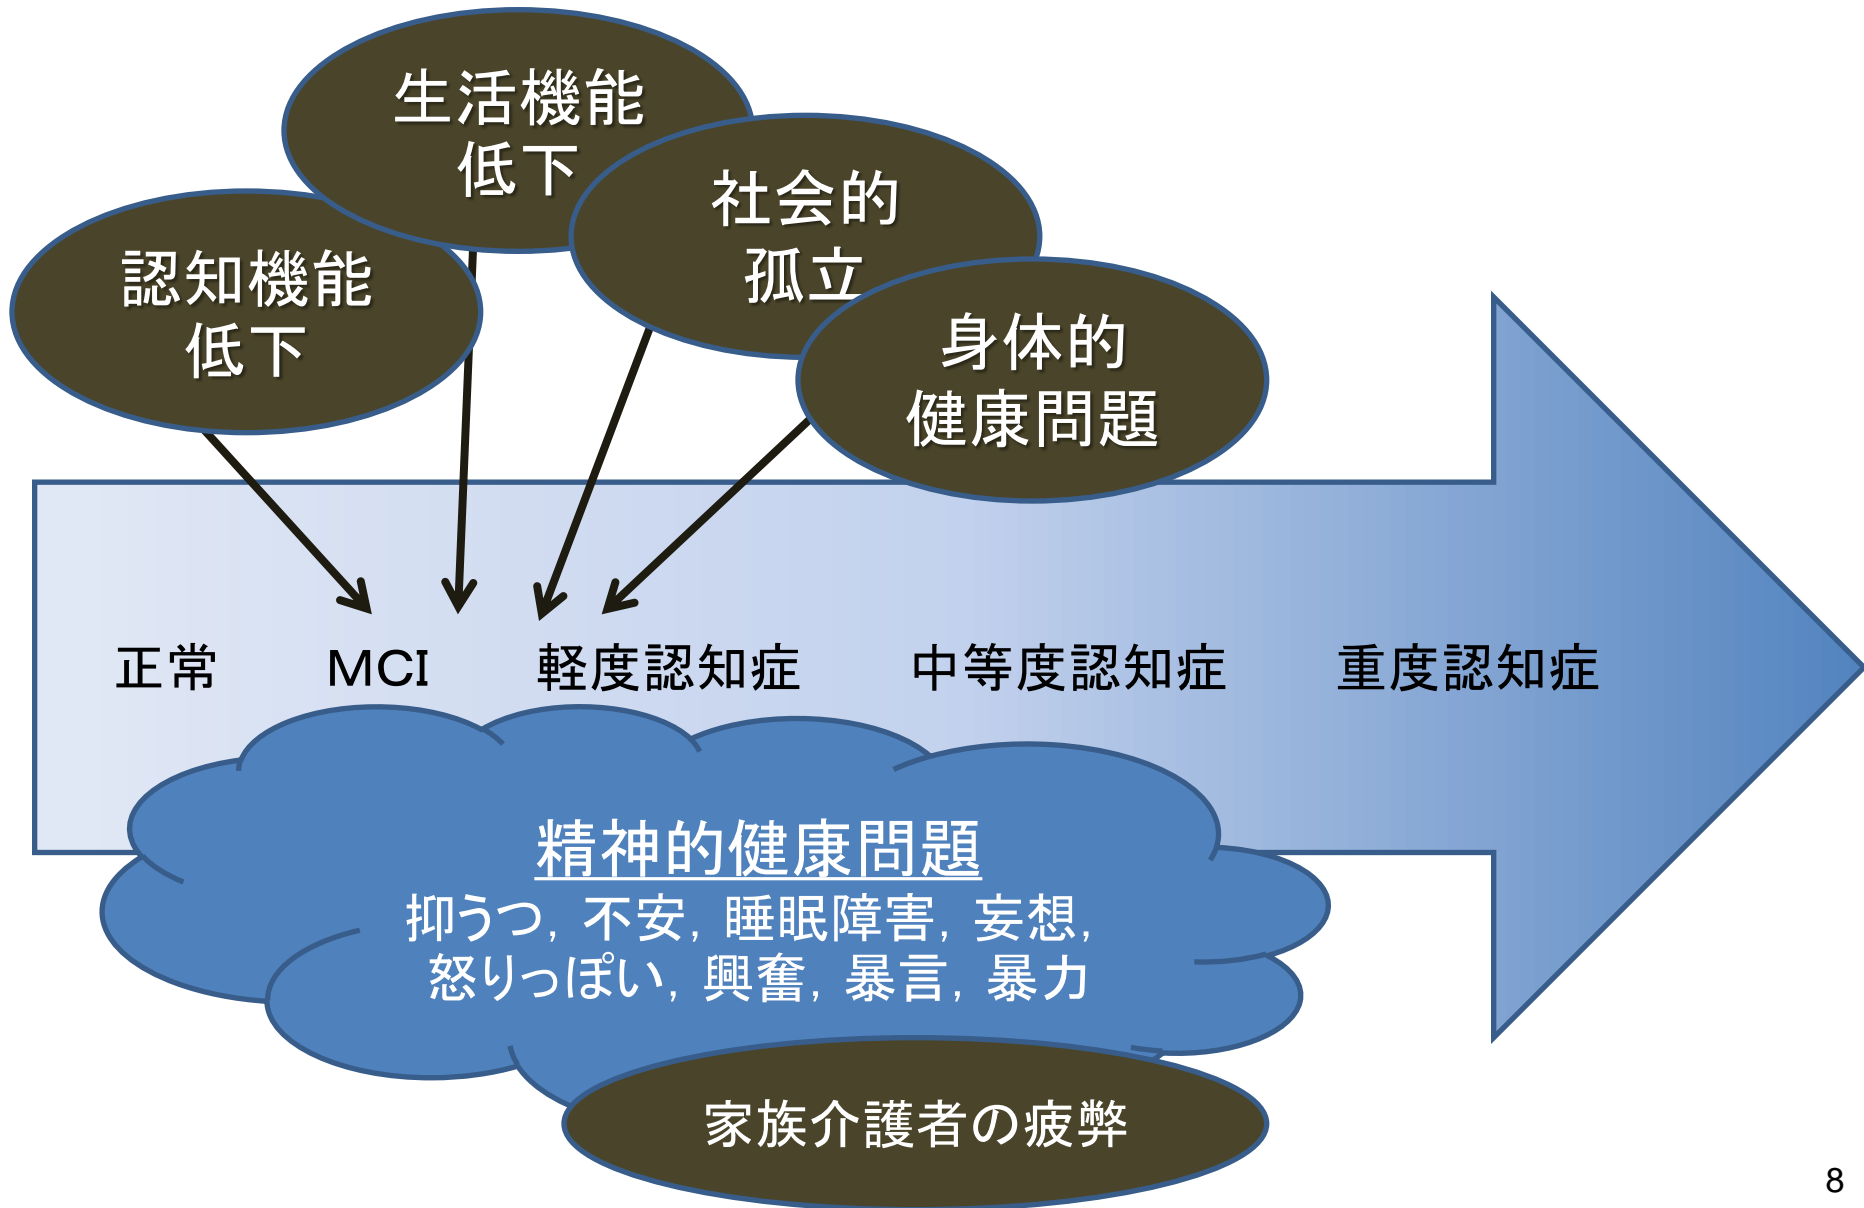 生活機能
低下
社会的
孤立
認知機能
低下
身体的
健康問題
正常 MCI 軽度認知症 中等度認知症 重度認知症
精神的健康問題
抑うつ，不安，睡眠障害，妄想，
怒りっぽい，興奮，暴言，暴力
家族介護者の疲弊
8